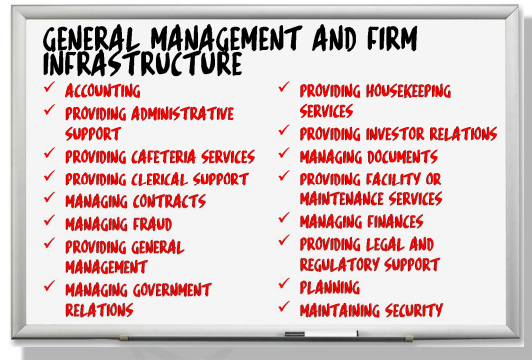 GENERAL MANAGEMENT AND FIRM
INFRASTRUCTURE
✓ ACCOUNTING
✓ PROVIDING ADMINISTRATIVE
SUPPORT
✓ PROVIDING CAFETERIA SERVICES
✓ PROVIDING CLERICAL SUPPORT
✓ MANAGING CONTRACTS
✓ MANAGING FRAUD
✓ PROVIDING GENERAL
MANAGEMENT
✓ MANAGING GOVERNMENT
RELATIONS
✓ PROVIDING HOUSEKEEPING
SERVICES
✓ PROVIDING INVESTOR RELATIONS
✓ MANAGING DOCUMENTS
✓ PROVIDING FACILITY OR
MAINTENANCE SERVICES
✓ MANAGING FINANCES
✓ PROVIDING LEGAL AND
REGULATORY SUPPORT
✓ PLANNING
✓ MAINTAINING SECURITY